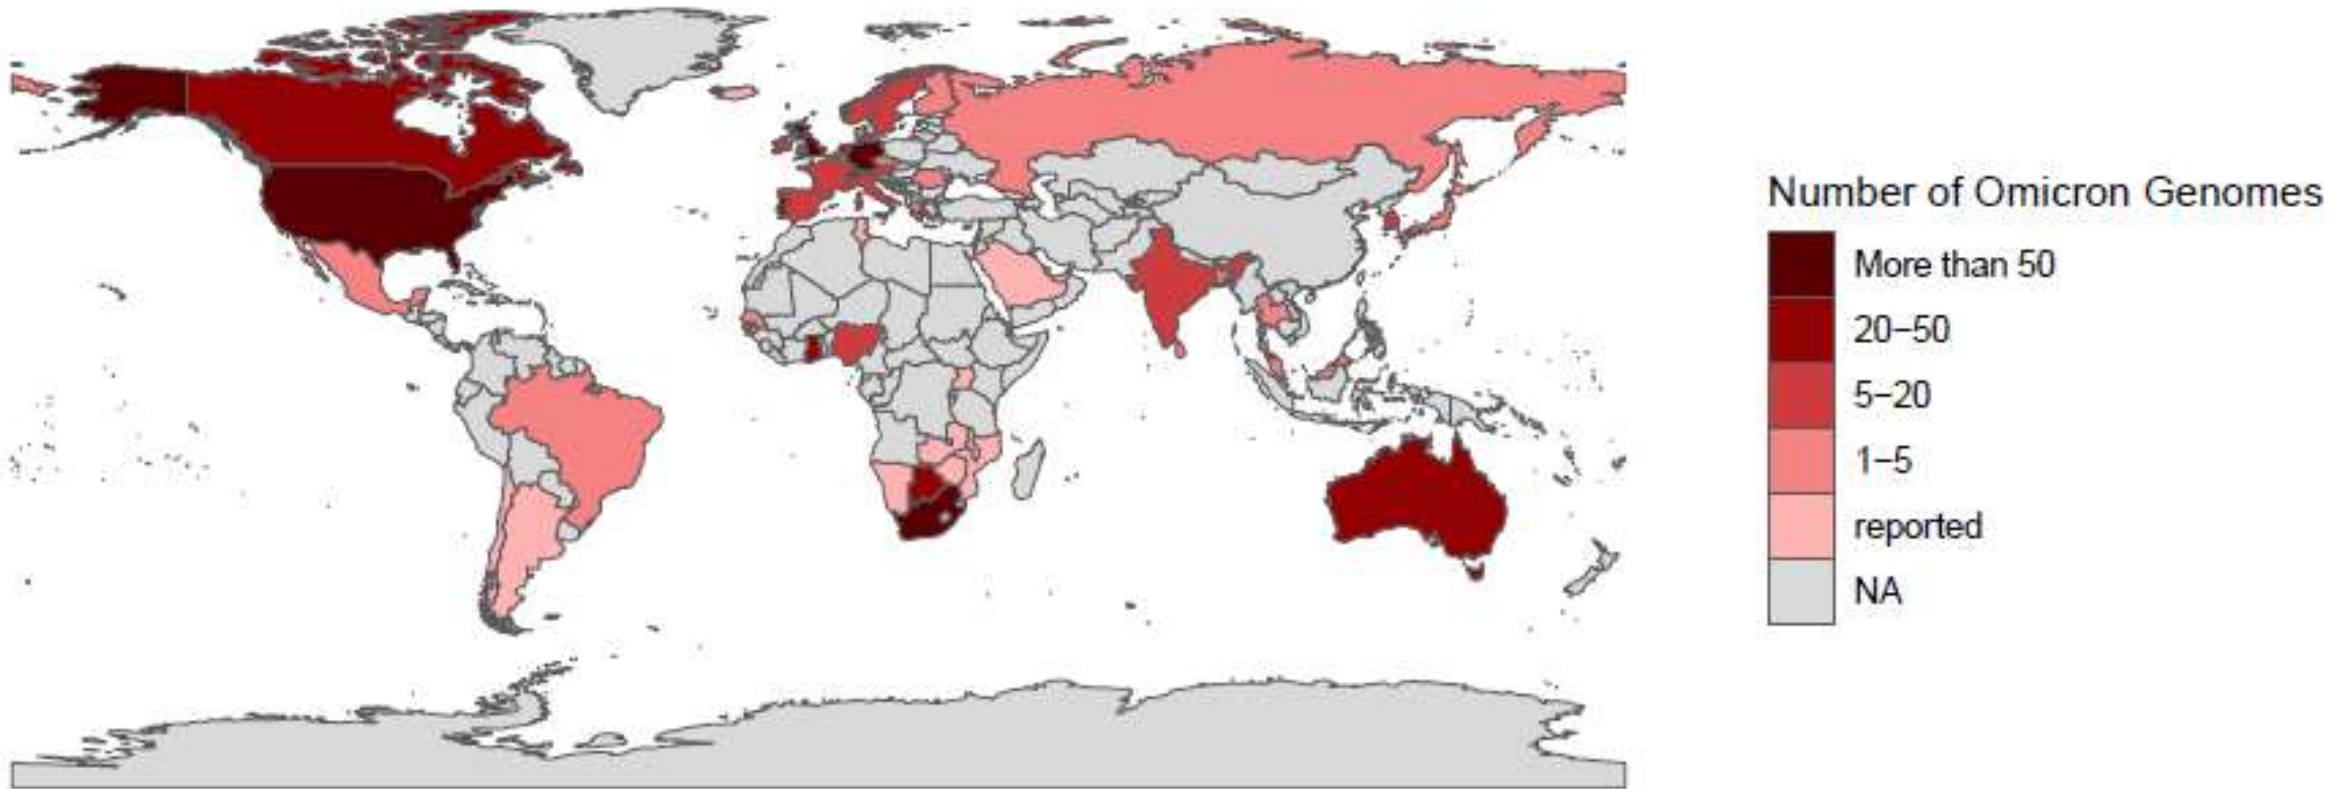 Number of Omicron Genomes
More than 50
20−50
5−20
1−5
reported
NA